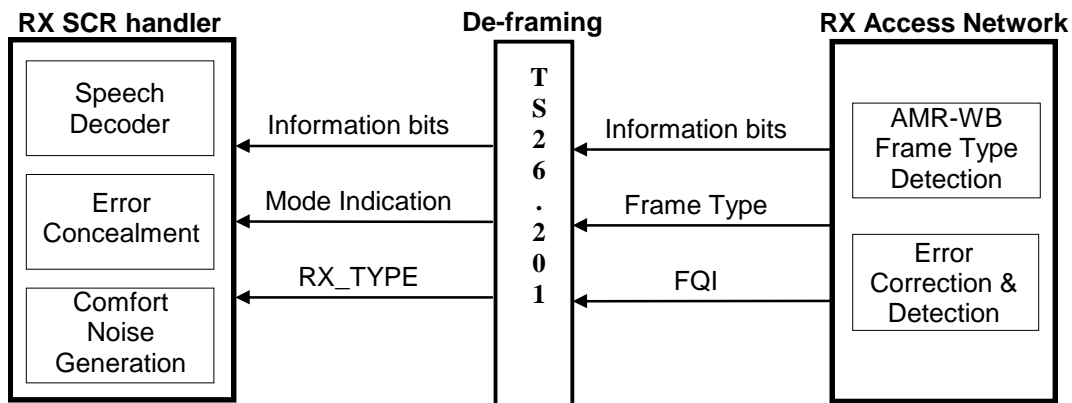 RX SCR handler
De-framing
RX Access Network
Speech
Decoder
Error
Concealment
Comfort
Noise
Generation
Information bits
Mode Indication
RX_TYPE
T
S
2
6
.
2
0
1
Information bits
Frame Type
FQI
AMR-WB
Frame Type
Detection
Error
Correction &
Detection